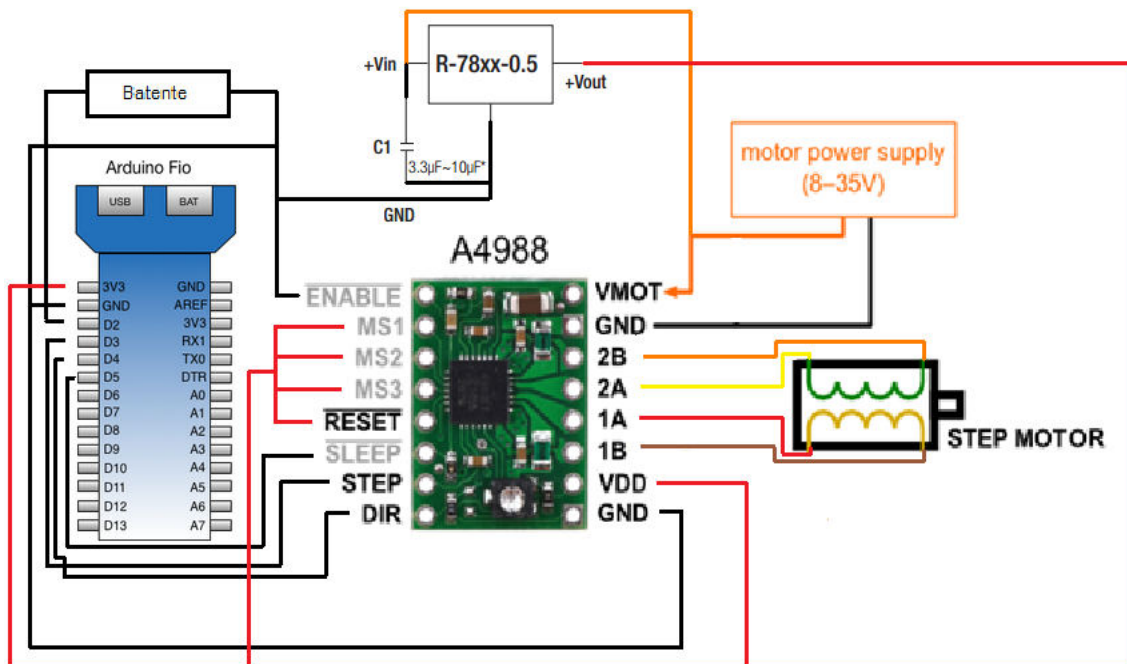 +Vin
R-78xx-0.5
+Vout
C1
3.3µF~10µF*
GND
Batente
Arduino Fio
USB
BAT
3V3
GND
D2
D3
D4
D5
D6
D7
D8
D9
D10
D11
D12
D13
GND
AREF
3V3
RX1
TX0
DTR
A0
A1
A2
A3
A4
A5
A6
A7
motor power supply
(8–35V)
A4988
ENABLE
MS1
MS2
MS3
RESET
SLEEP
STEP
DIR
VMOT
GND
2B
2A
1A
1B
VDD
GND
STEP MOTOR